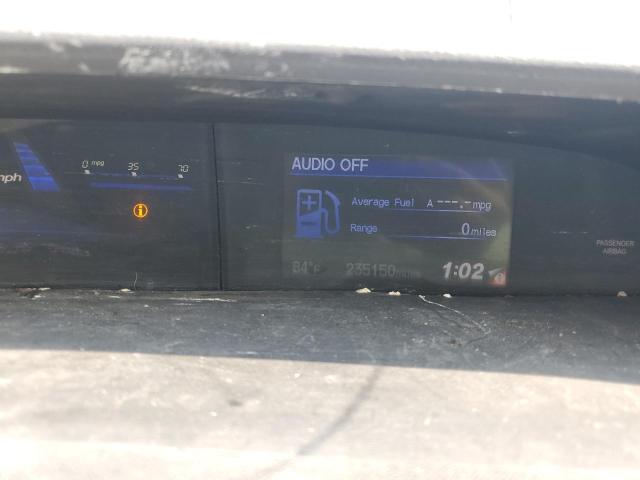 AUDIO OFF
mph
0 mpg 35 70
Average Fuel A ---.- mpg
Range 0 miles
PASSENGER
AIRBAG
84°F 235150 miles 1:02